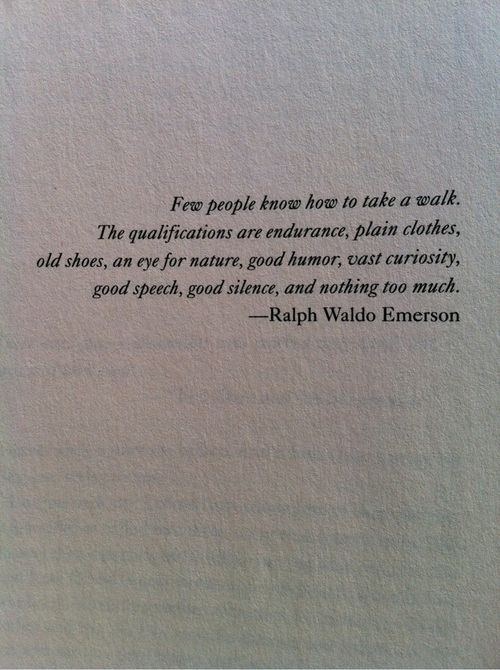 Few people know how to take a walk.
The qualifications are endurance, plain clothes,
old shoes, an eye for nature, good humor, vast curiosity,
good speech, good silence, and nothing too much.
—Ralph Waldo Emerson